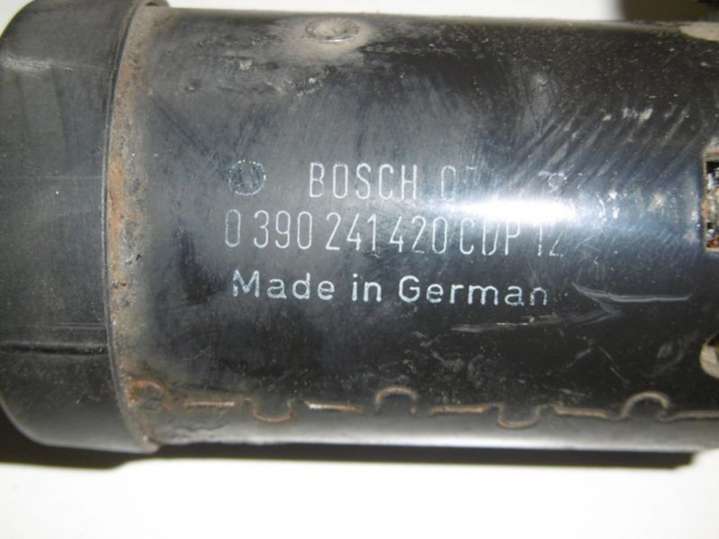 BOSCH
0 390 241 420 CDP 12
Made in German